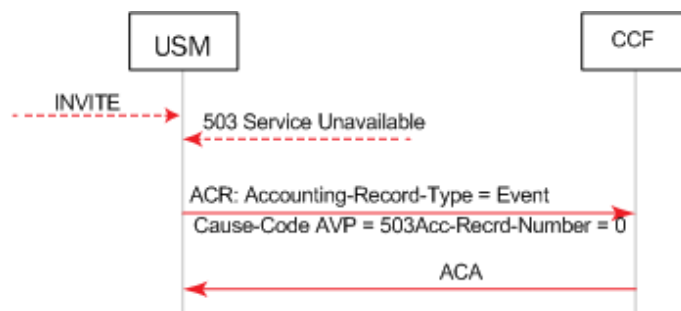 USM
CCF
INVITE
503 Service Unavailable
ACR: Accounting-Record-Type = Event
Cause-Code AVP = 503Acc-Recrd-Number = 0
ACA